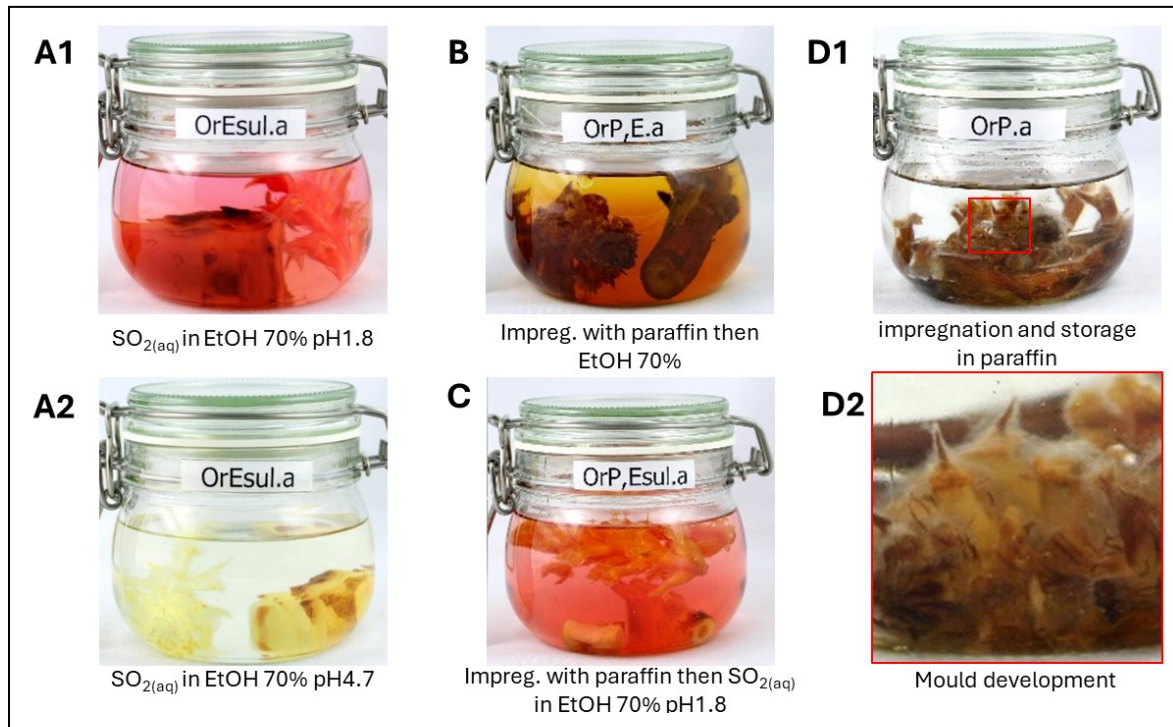 A1
OrEsul.a
SO2(aq) in EtOH 70% pH1.8
B
OrP,E.a
Impreg. with paraffin then
EtOH 70%
D1
OrP.a
impregnation and storage
in paraffin
A2
OrEsul.a
SO2(aq) in EtOH 70% pH4.7
C
OrP,Esul.a
Impreg. with paraffin then SO2(aq)
in EtOH 70% pH1.8
D2
Mould development